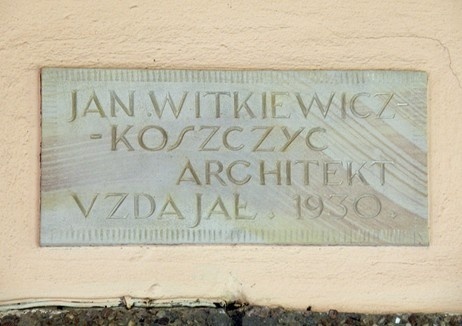 JAN WITKIEWICZ-
-KOSZCZYC
ARCHITEKT
VZDAJAŁ. 1930.